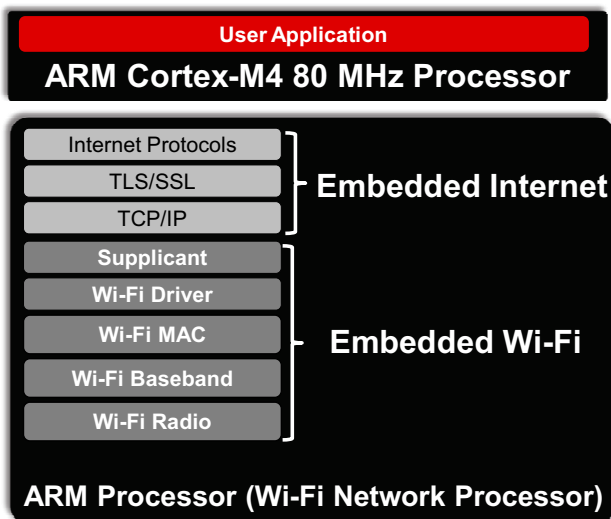 User Application
ARM Cortex-M4 80 MHz Processor
Internet Protocols
TLS/SSL
TCP/IP
Embedded Internet
Supplicant
Wi-Fi Driver
Wi-Fi MAC
Wi-Fi Baseband
Wi-Fi Radio
Embedded Wi-Fi
ARM Processor (Wi-Fi Network Processor)